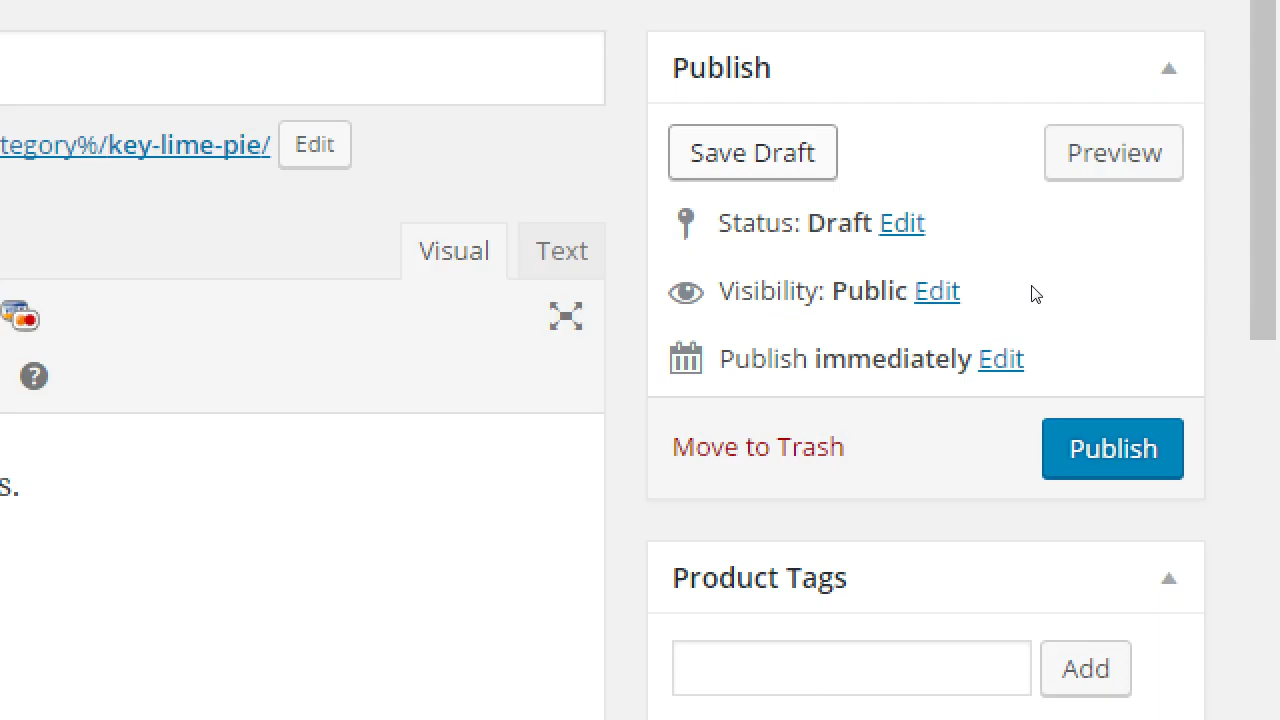 Publish
tegory%/key-lime-pie/ Edit
Save Draft Preview
Status: Draft Edit
Visual Text
Visibility: Public Edit
Publish immediately Edit
Move to Trash Publish
s.
Product Tags
Add